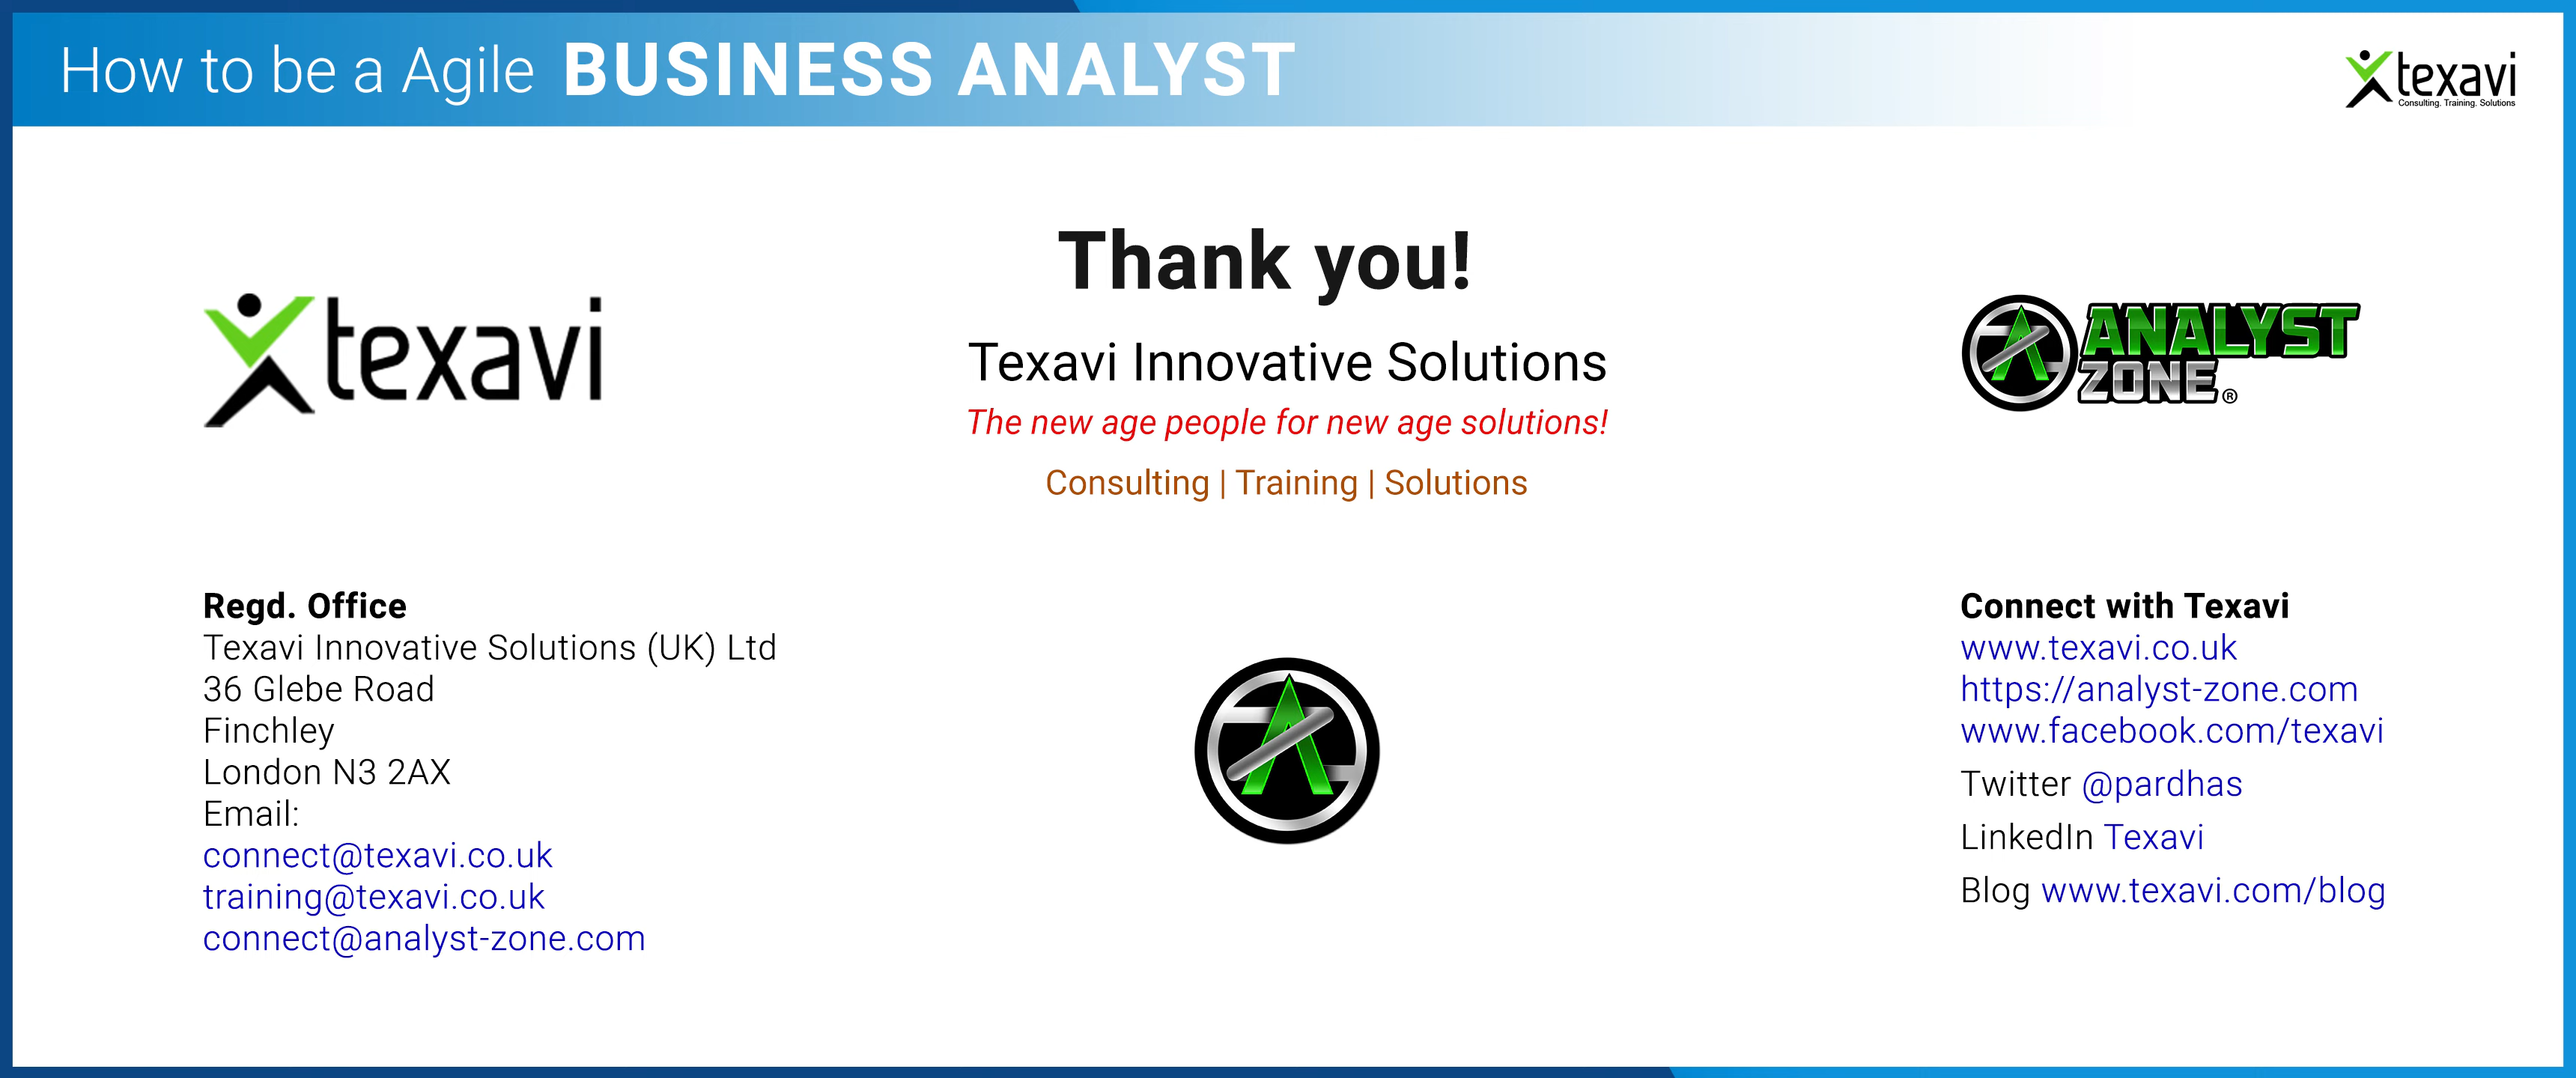 How to be a Agile BUSINESS ANALYST
texavi
Consulting. Training. Solutions
texavi
Thank you!
Texavi Innovative Solutions
The new age people for new age solutions!
Consulting | Training | Solutions
ANALYST
ZONE®
Regd. Office
Texavi Innovative Solutions (UK) Ltd
36 Glebe Road
Finchley
London N3 2AX
Email:
connect@texavi.co.uk
training@texavi.co.uk
connect@analyst-zone.com
Connect with Texavi
www.texavi.co.uk
https://analyst-zone.com
www.facebook.com/texavi
Twitter @pardhas
LinkedIn Texavi
Blog www.texavi.com/blog